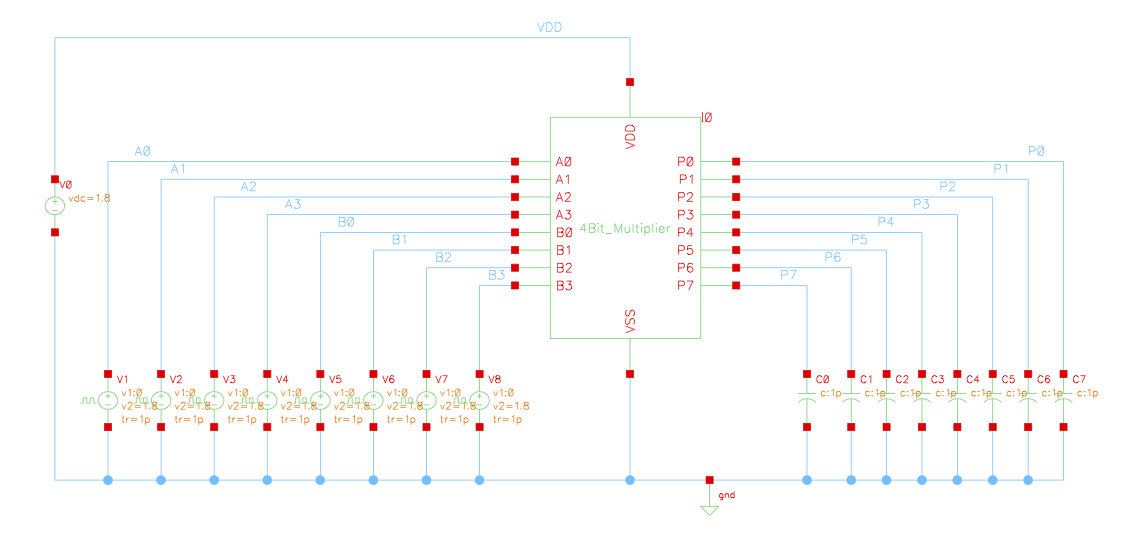 VDD
I0
VDD
A0
A1
A2
A3
B0
B1
B2
B3
A0
A1
A2
A3
B0
B1
B2
B3
4Bit_Multiplier
P0
P1
P2
P3
P4
P5
P6
P7
P0
P1
P2
P3
P4
P5
P6
P7
VSS
V0
vdc=1.8
V1
v1:0
v2=1.8
tr=1p
V2
v1:0
v2=1.8
tr=1p
V3
v1:0
v2=1.8
tr=1p
V4
v1:0
v2=1.8
tr=1p
V5
v1:0
v2=1.8
tr=1p
V6
v1:0
v2=1.8
tr=1p
V7
v1:0
v2=1.8
tr=1p
V8
v1:0
v2=1.8
tr=1p
C0
c:1p
C1
c:1p
C2
c:1p
C3
c:1p
C4
c:1p
C5
c:1p
C6
c:1p
C7
c:1p
gnd